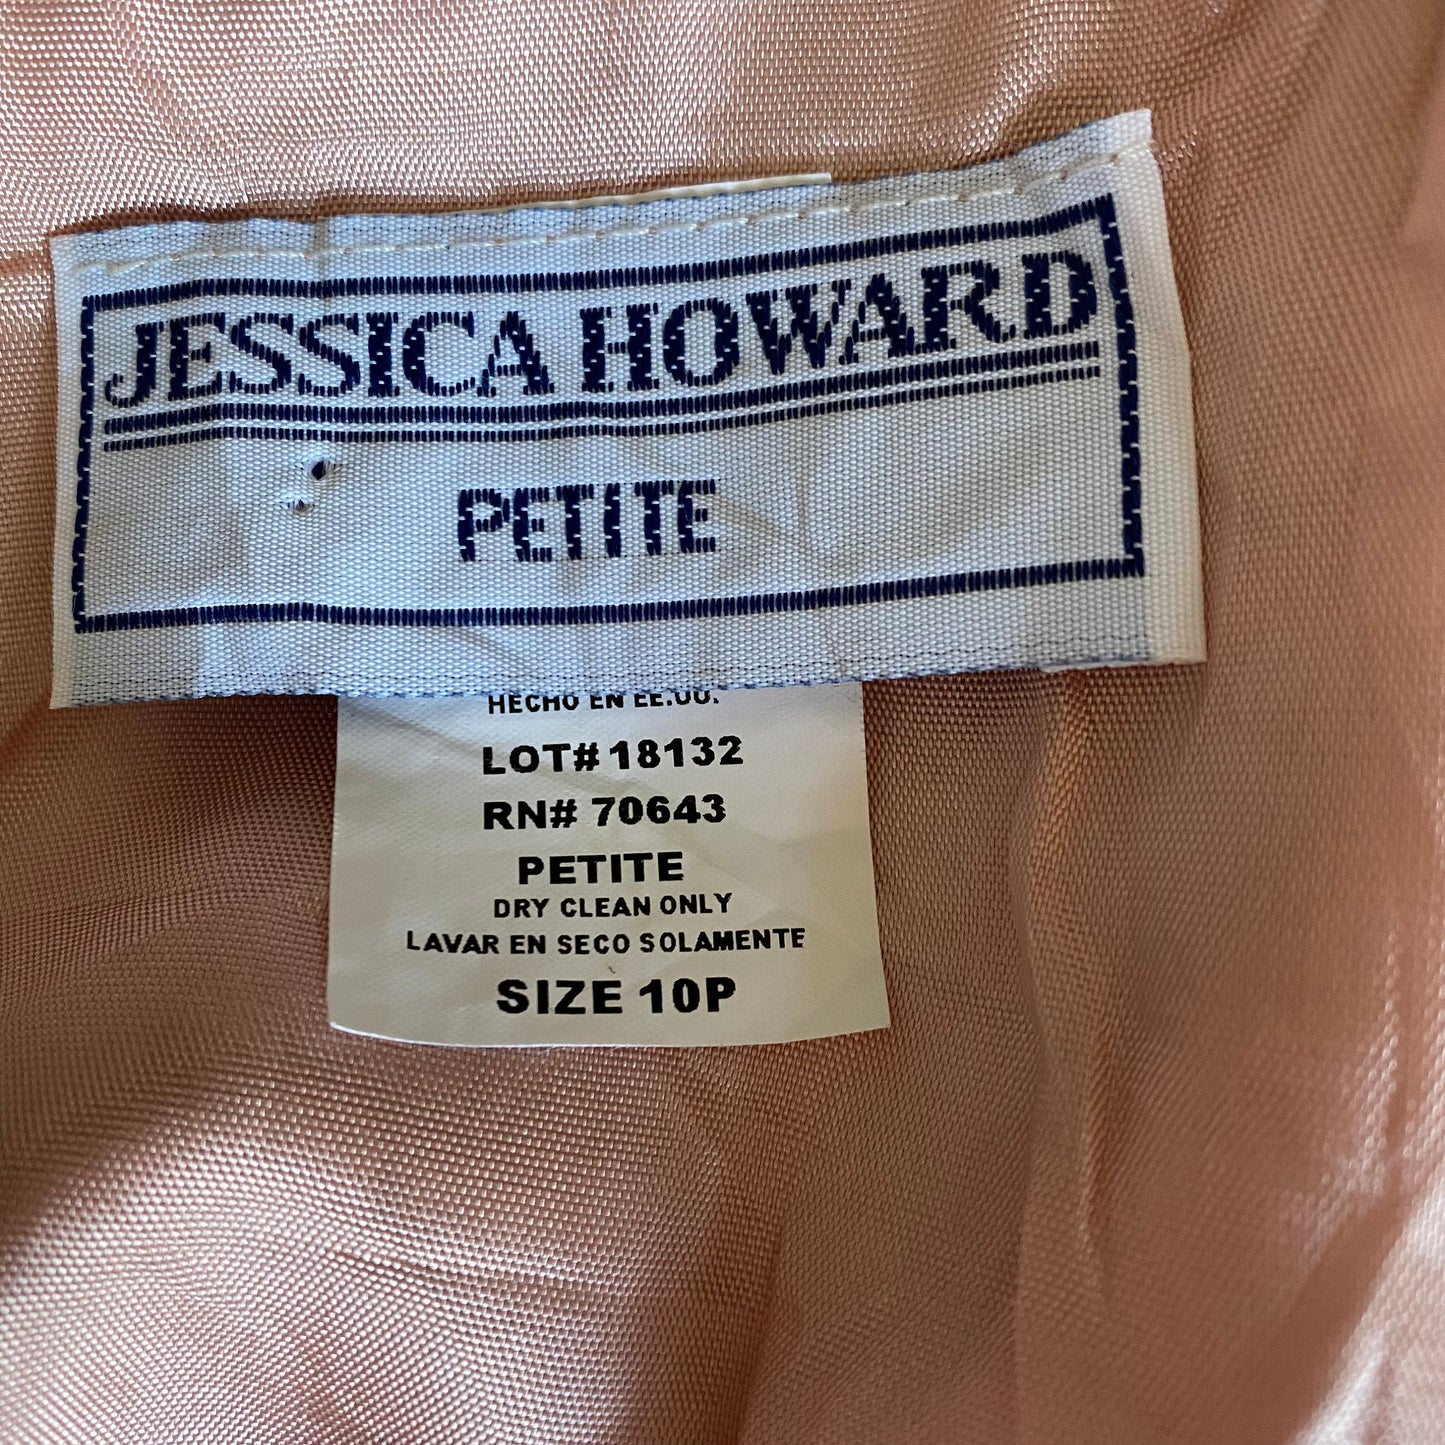 JESSICA HOWARD
PETITE
HECHO EN EE.UU.
LOT# 18132
RN# 70643
PETITE
DRY CLEAN ONLY
LAVAR EN SECO SOLAMENTE
SIZE 10P